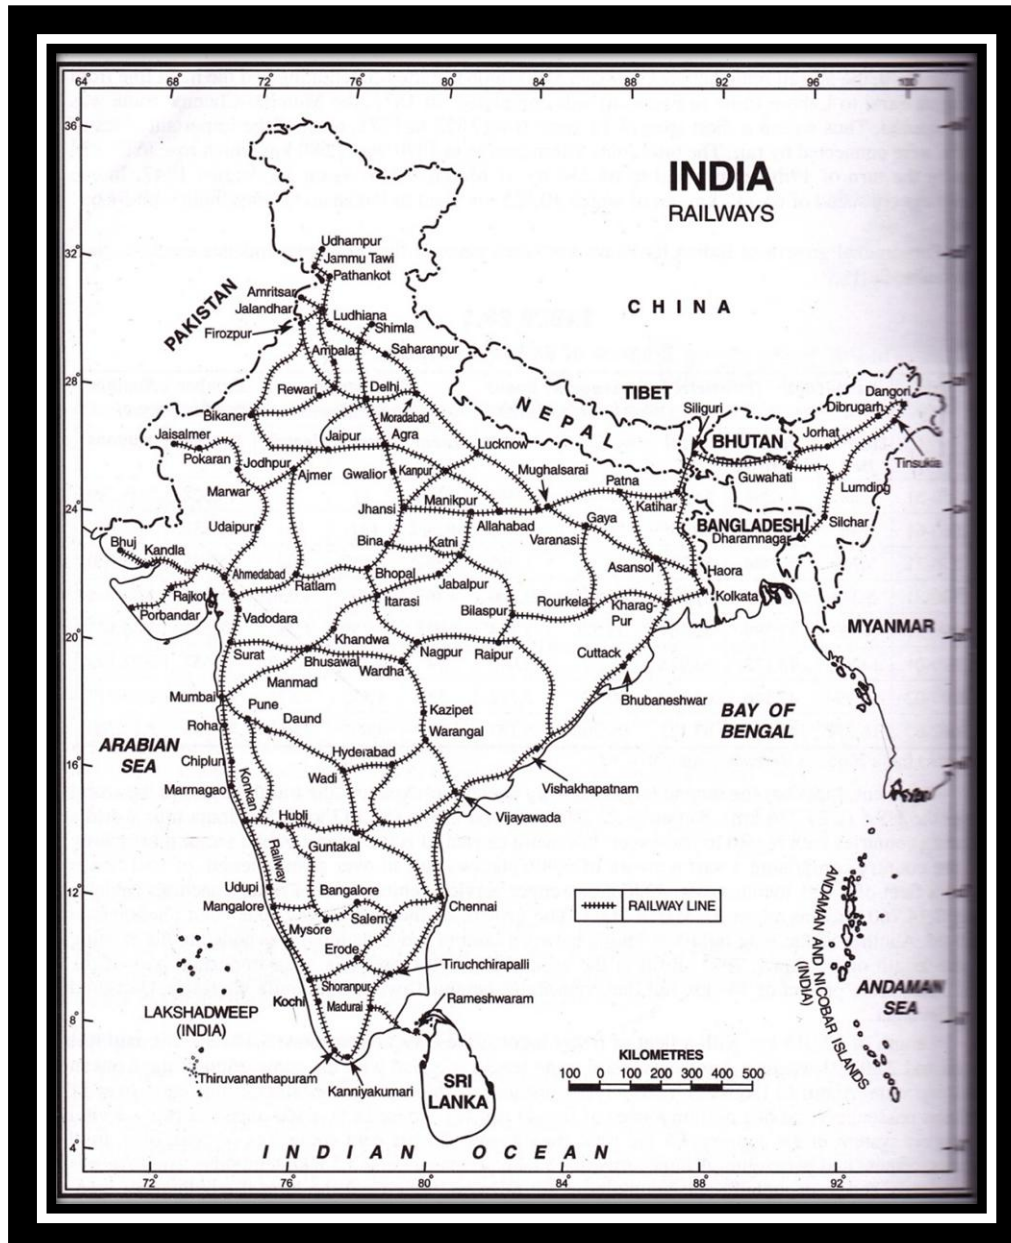 64° 68° 72° 76° 80° 84° 88° 92° 96° 100°
36°
INDIA
RAILWAYS
32°
Udhampur
Jammu Tawi
Pathankot
PAKISTAN
Amritsar
Jalandhar
Ludhiana
CHINA
Firozpur
Shimla
Ambala
Saharanpur
28°
Rewari
Delhi
TIBET
Dangori
Moradabad
NEPAL
Siliguri
Dibrugarh
Bikaner
Jaisalmer
Jaipur
Agra
Lucknow
BHUTAN
Jorhat
Pokaran
Jodhpur
Ajmer
Gwalior
Kanpur
Mughalsarai
Patna
Guwahati
Tinsukia
Marwar
Manikpur
Katihar
Lumding
24°
Jhansi
Allahabad
Gaya
BANGLADESH
Silchar
Udaipur
Varanasi
Dharamnagar
Bhuj
Kandla
Bina
Katni
Asansol
Ahmedabad
Ratlam
Bhopal
Jabalpur
Haora
Rajkot
Itarasi
Bilaspur
Rourkela
Kharag-
Pur
Kolkata
Porbandar
Vadodara
MYANMAR
20°
Khandwa
Surat
Bhusawal
Nagpur
Raipur
Cuttack
Wardha
Manmad
Mumbai
Pune
Bhubaneshwar
Roha
Daund
Kazipet
BAY OF
BENGAL
Warangal
ARABIAN
SEA
Hyderabad
16°
Chiplun
Wadi
Vishakhapatnam
Marmagao
Konkan
Railway
Hubli
Vijayawada
Guntakal
12°
Udupi
Bangalore
Chennai
RAILWAY LINE
Mangalore
Salem
Mysore
Erode
Tiruchchirapalli
ANDAMAN AND NICOBAR ISLANDS
(INDIA)
Shoranpur
Kochi
Madurai
Rameshwaram
ANDAMAN
SEA
LAKSHADWEEP
(INDIA)
8°
KILOMETRES
100 0 100 200 300 400 500
Thiruvananthapuram
Kanniyakumari
SRI
LANKA
4°
INDIAN OCEAN
72° 76° 80° 84° 88° 92°